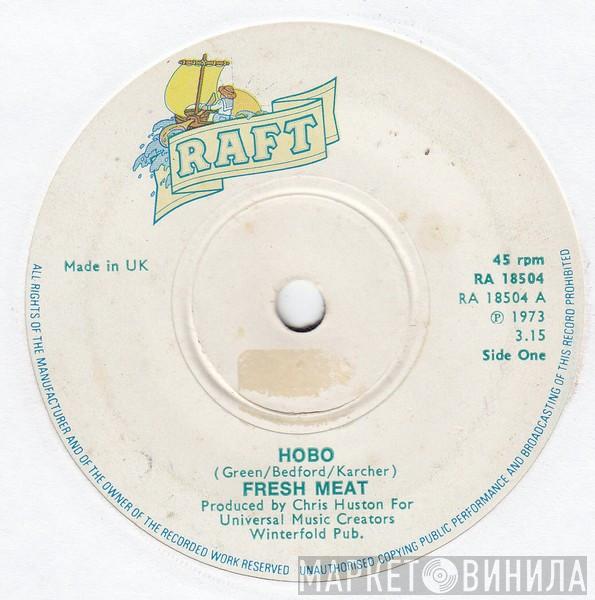 RAFT
Made in UK
45 rpm
RA 18504
RA 18504 A
℗ 1973
3.15
Side One
HOBO
(Green/Bedford/Karcher)
FRESH MEAT
Produced by Chris Huston For
Universal Music Creators
Winterfold Pub.
ALL RIGHTS OF THE MANUFACTURER AND OF THE OWNER OF THE RECORDED WORK RESERVED UNAUTHORISED COPYING PUBLIC PERFORMANCE AND BROADCASTING OF THIS RECORD PROHIBITED
МАРКЕТ ВИНИЛА